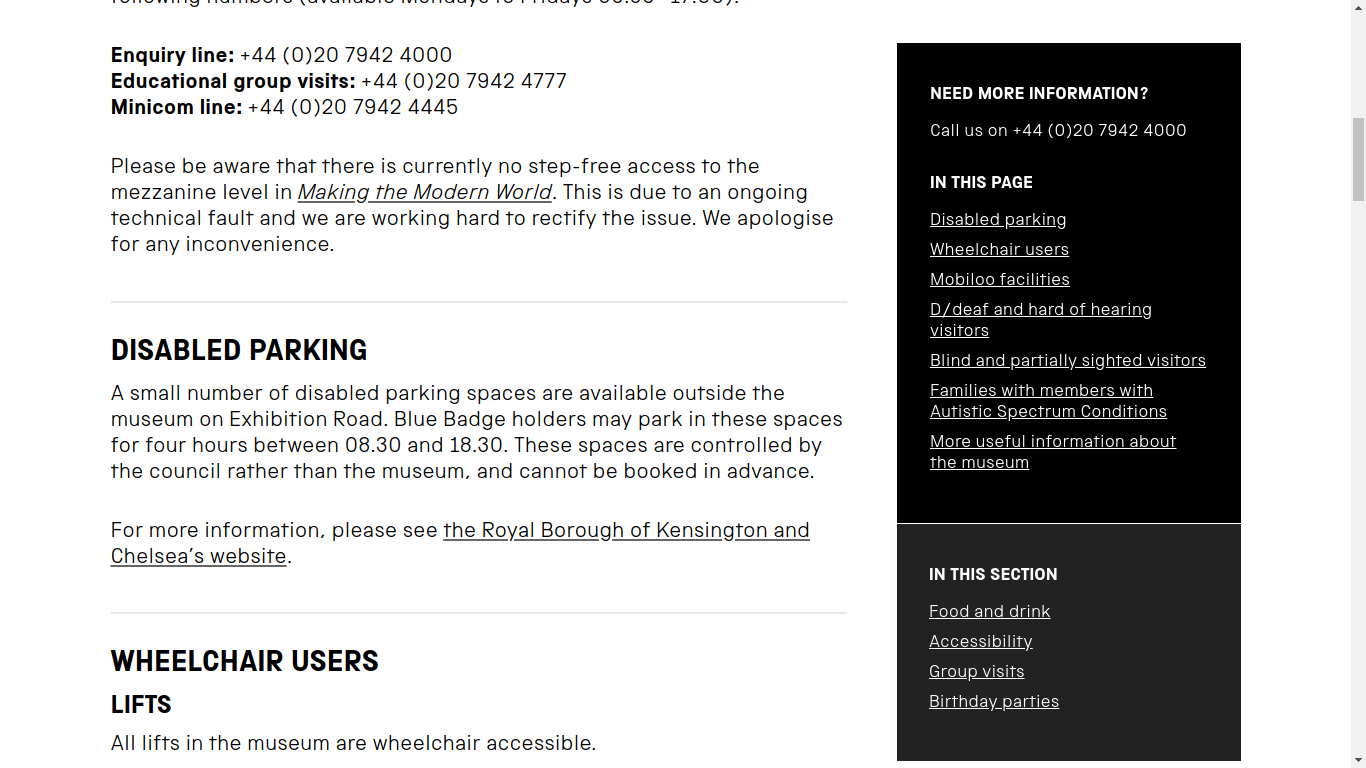 Enquiry line: +44 (0)20 7942 4000
Educational group visits: +44 (0)20 7942 4777
Minicom line: +44 (0)20 7942 4445
Please be aware that there is currently no step-free access to the
mezzanine level in Making the Modern World. This is due to an ongoing
technical fault and we are working hard to rectify the issue. We apologise
for any inconvenience.
DISABLED PARKING
A small number of disabled parking spaces are available outside the
museum on Exhibition Road. Blue Badge holders may park in these spaces
for four hours between 08.30 and 18.30. These spaces are controlled by
the council rather than the museum, and cannot be booked in advance.
For more information, please see the Royal Borough of Kensington and
Chelsea’s website.
WHEELCHAIR USERS
LIFTS
All lifts in the museum are wheelchair accessible.
NEED MORE INFORMATION?
Call us on +44 (0)20 7942 4000
IN THIS PAGE
Disabled parking
Wheelchair users
Mobiloo facilities
D/deaf and hard of hearing
visitors
Blind and partially sighted visitors
Families with members with
Autistic Spectrum Conditions
More useful information about
the museum
IN THIS SECTION
Food and drink
Accessibility
Group visits
Birthday parties